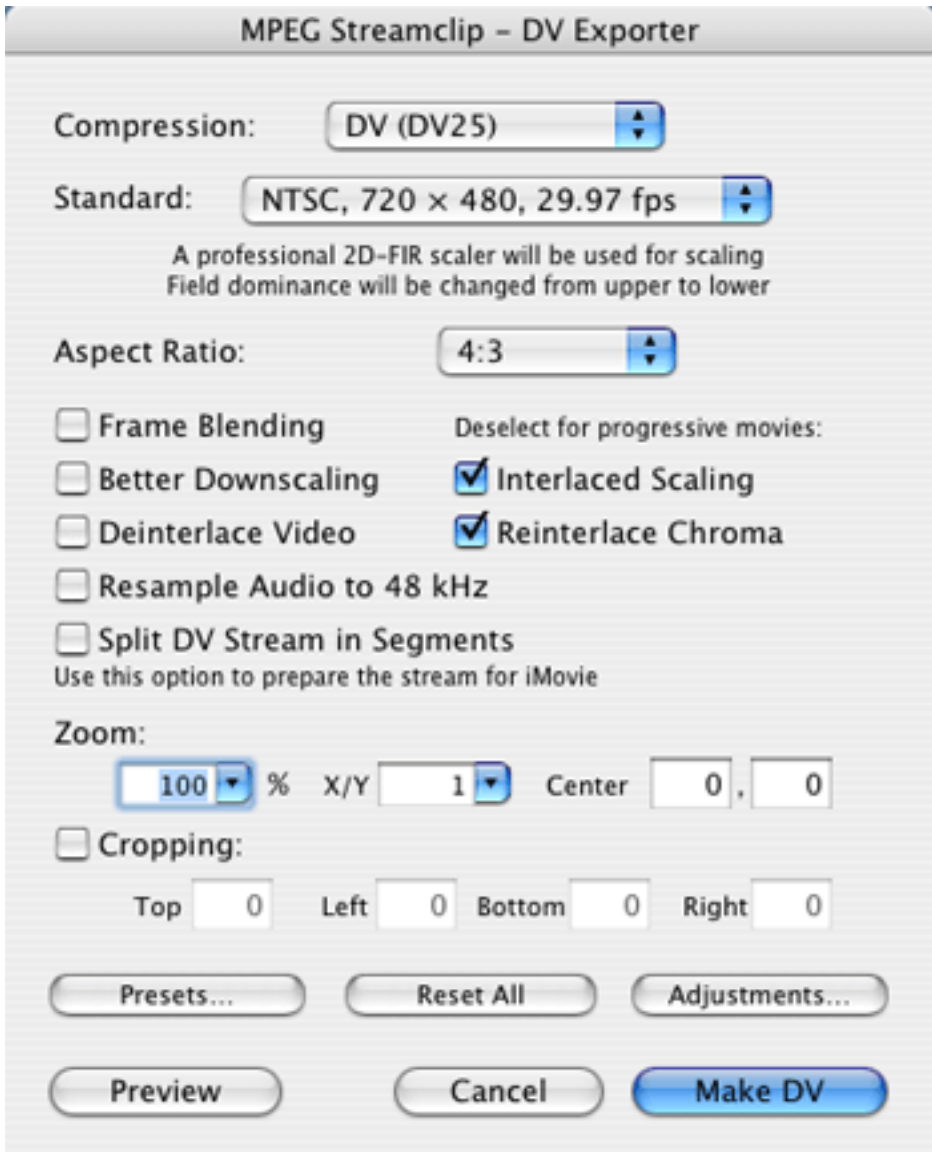 MPEG Streamclip – DV Exporter
Compression: DV (DV25)
Standard: NTSC, 720 × 480, 29.97 fps
A professional 2D-FIR scaler will be used for scaling
Field dominance will be changed from upper to lower
Aspect Ratio: 4:3
Frame Blending Deselect for progressive movies:
Better Downscaling Interlaced Scaling
Deinterlace Video Reinterlace Chroma
Resample Audio to 48 kHz
Split DV Stream in Segments
Use this option to prepare the stream for iMovie
Zoom:
100 % X/Y 1 Center 0 , 0
Cropping:
Top 0 Left 0 Bottom 0 Right 0
Presets... Reset All Adjustments...
Preview Cancel Make DV